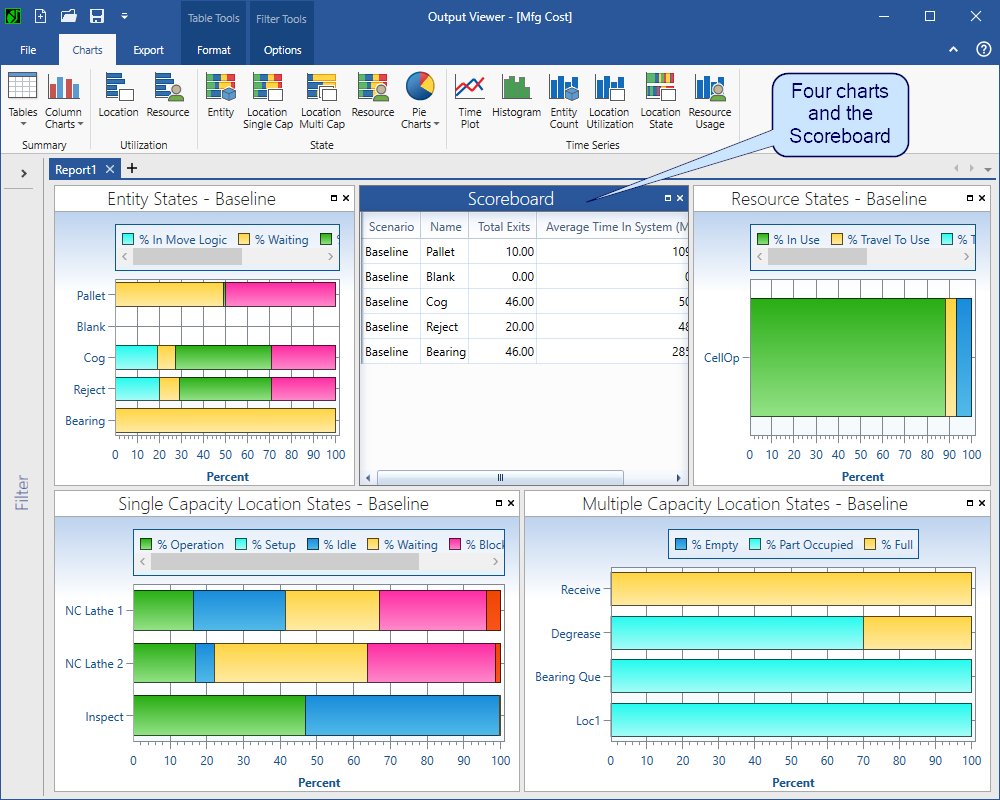 Table Tools
Filter Tools
Output Viewer - [Mfg Cost]
File
Charts
Export
Format
Options
Tables
Column Charts
Summary
Location
Resource
Utilization
Entity
Location Single Cap
Location Multi Cap
Resource
Pie Charts
State
Time Plot
Histogram
Entity Count
Location Utilization
Location State
Resource Usage
Time Series
Four charts
and the
Scoreboard
Report1
Filter
Entity States - Baseline
% In Move Logic
% Waiting
Pallet
Blank
Cog
Reject
Bearing
0 10 20 30 40 50 60 70 80 90 100
Percent
Scoreboard
Scenario Name Total Exits Average Time In System (M
Baseline Pallet 10.00 109
Baseline Blank 0.00 0
Baseline Cog 46.00 50
Baseline Reject 20.00 48
Baseline Bearing 46.00 285
Resource States - Baseline
% In Use % Travel To Use % T
CellOp
0 10 20 30 40 50 60 70 80 90 100
Percent
Single Capacity Location States - Baseline
% Operation % Setup % Idle % Waiting % Block
NC Lathe 1
NC Lathe 2
Inspect
0 10 20 30 40 50 60 70 80 90 100
Percent
Multiple Capacity Location States - Baseline
% Empty % Part Occupied % Full
Receive
Degrease
Bearing Que
Loc1
0 10 20 30 40 50 60 70 80 90 100
Percent